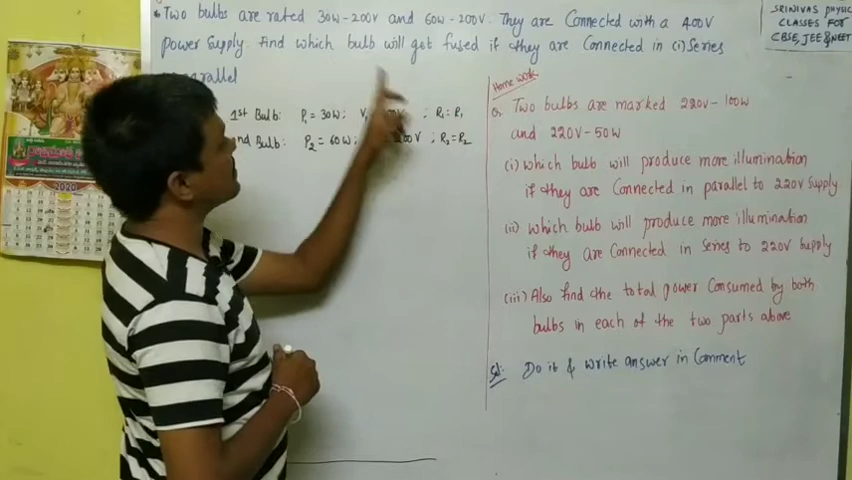 * Two bulbs are rated 30W-200V and 60W-200V. They are Connected with a 400V
power Supply. Find which bulb will get fused if they are Connected in (i) Series
parallel
1st Bulb: P₁ = 30W; V₁ ; R₁ = R₁
2nd Bulb: P₂ = 60W; 200V ; R₂ = R₂
SRINIVAS PHYSICS
CLASSES FOR
CBSE, JEE & NEET
Home work
Q. Two bulbs are marked 220V-100W
and 220V-50W
(i) which bulb will produce more illumination
if they are Connected in parallel to 220V Supply.
(ii) which bulb will produce more illumination
if they are Connected in Series to 220V Supply
(iii) Also find the total power Consumed by both
bulbs in each of the two parts above
Sol: Do it & write answer in Comment
2020